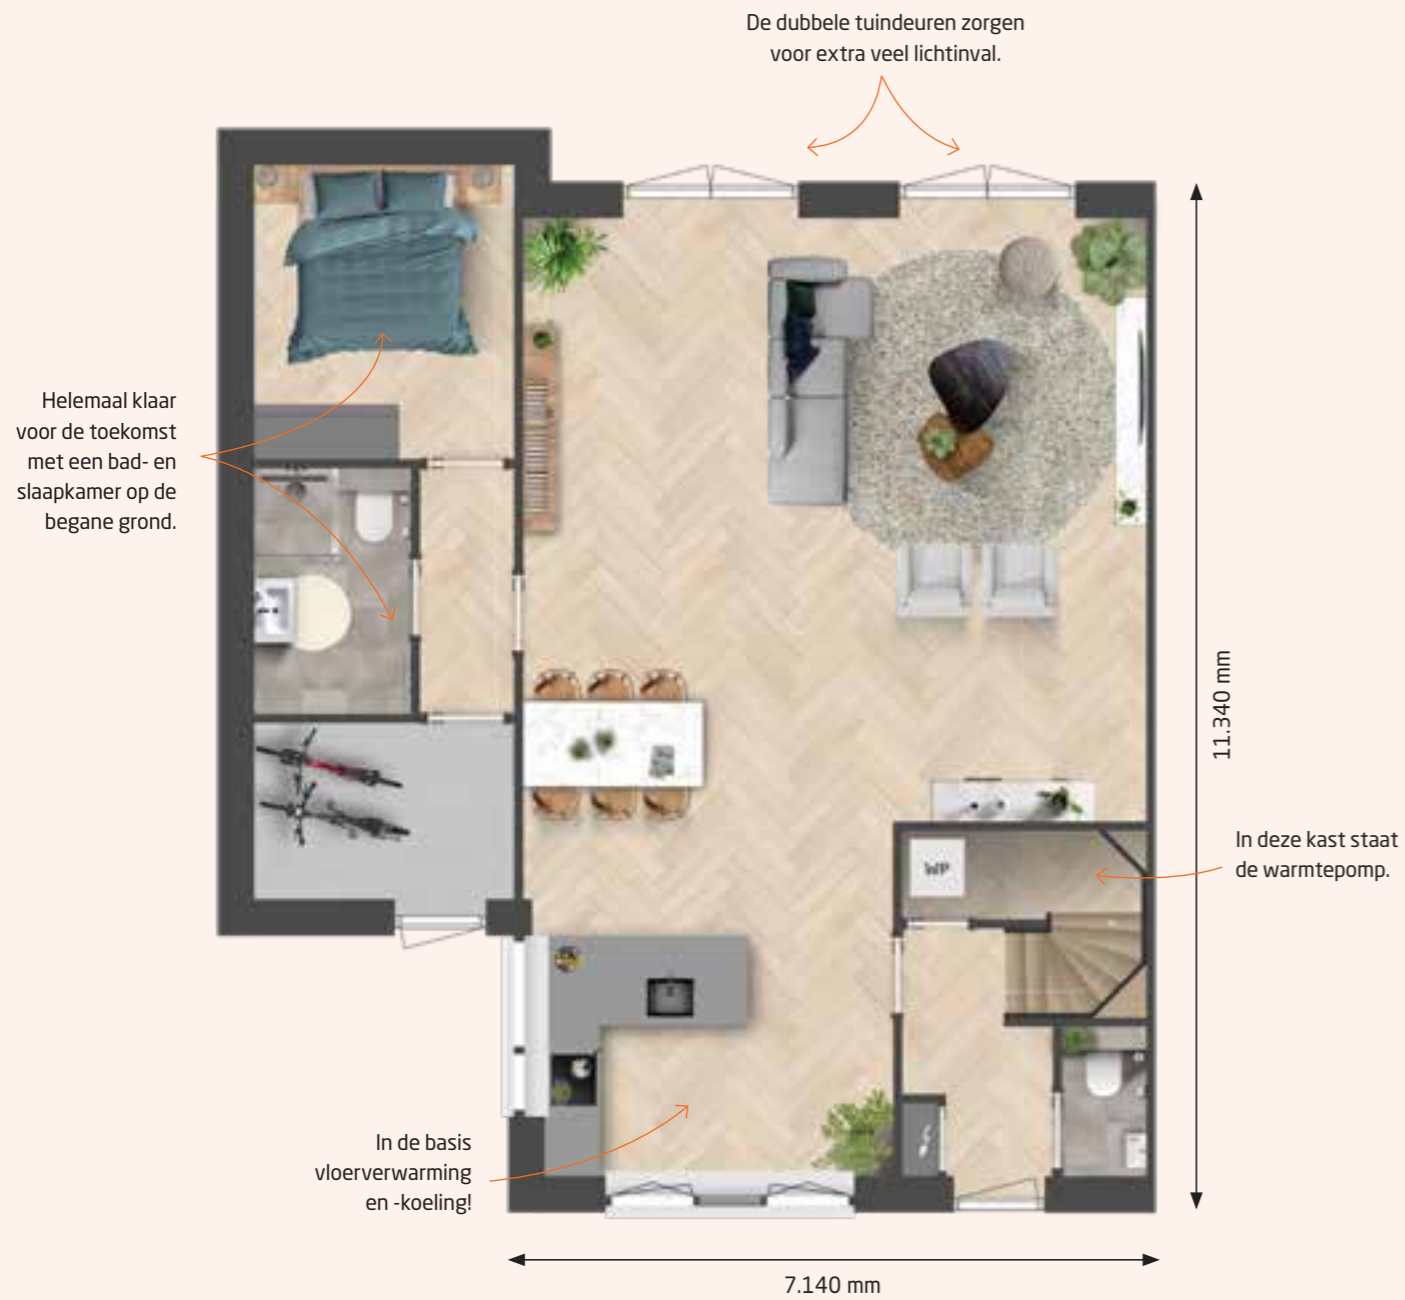 De dubbele tuindeuren zorgen
voor extra veel lichtinval.
Helemaal klaar
voor de toekomst
met een bad- en
slaapkamer op de
begane grond.
11.340 mm
In deze kast staat
de warmtepomp.
WP
In de basis
vloerverwarming
en -koeling!
7.140 mm